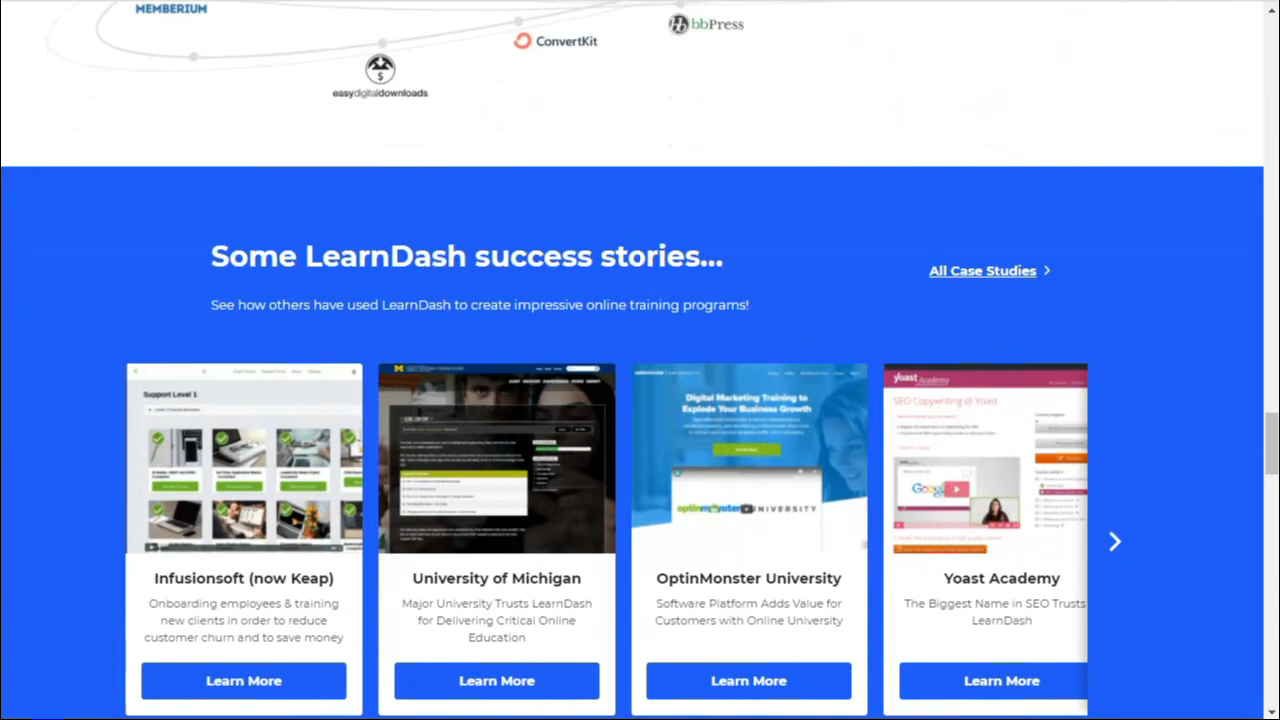 MEMBERIUM
bbPress
ConvertKit
$
easydigitaldownloads
Some LearnDash success stories...
All Case Studies
See how others have used LearnDash to create impressive online training programs!
Support Level 1
Digital Marketing Training to
Explode Your Business Growth
optinmonster UNIVERSITY
yoast Academy
SEO Copywriting @ Yoast
Google
Infusionsoft (now Keap)
Onboarding employees & training
new clients in order to reduce
customer churn and to save money
Learn More
University of Michigan
Major University Trusts LearnDash
for Delivering Critical Online
Education
Learn More
OptinMonster University
Software Platform Adds Value for
Customers with Online University
Learn More
Yoast Academy
The Biggest Name in SEO Trusts
LearnDash
Learn More